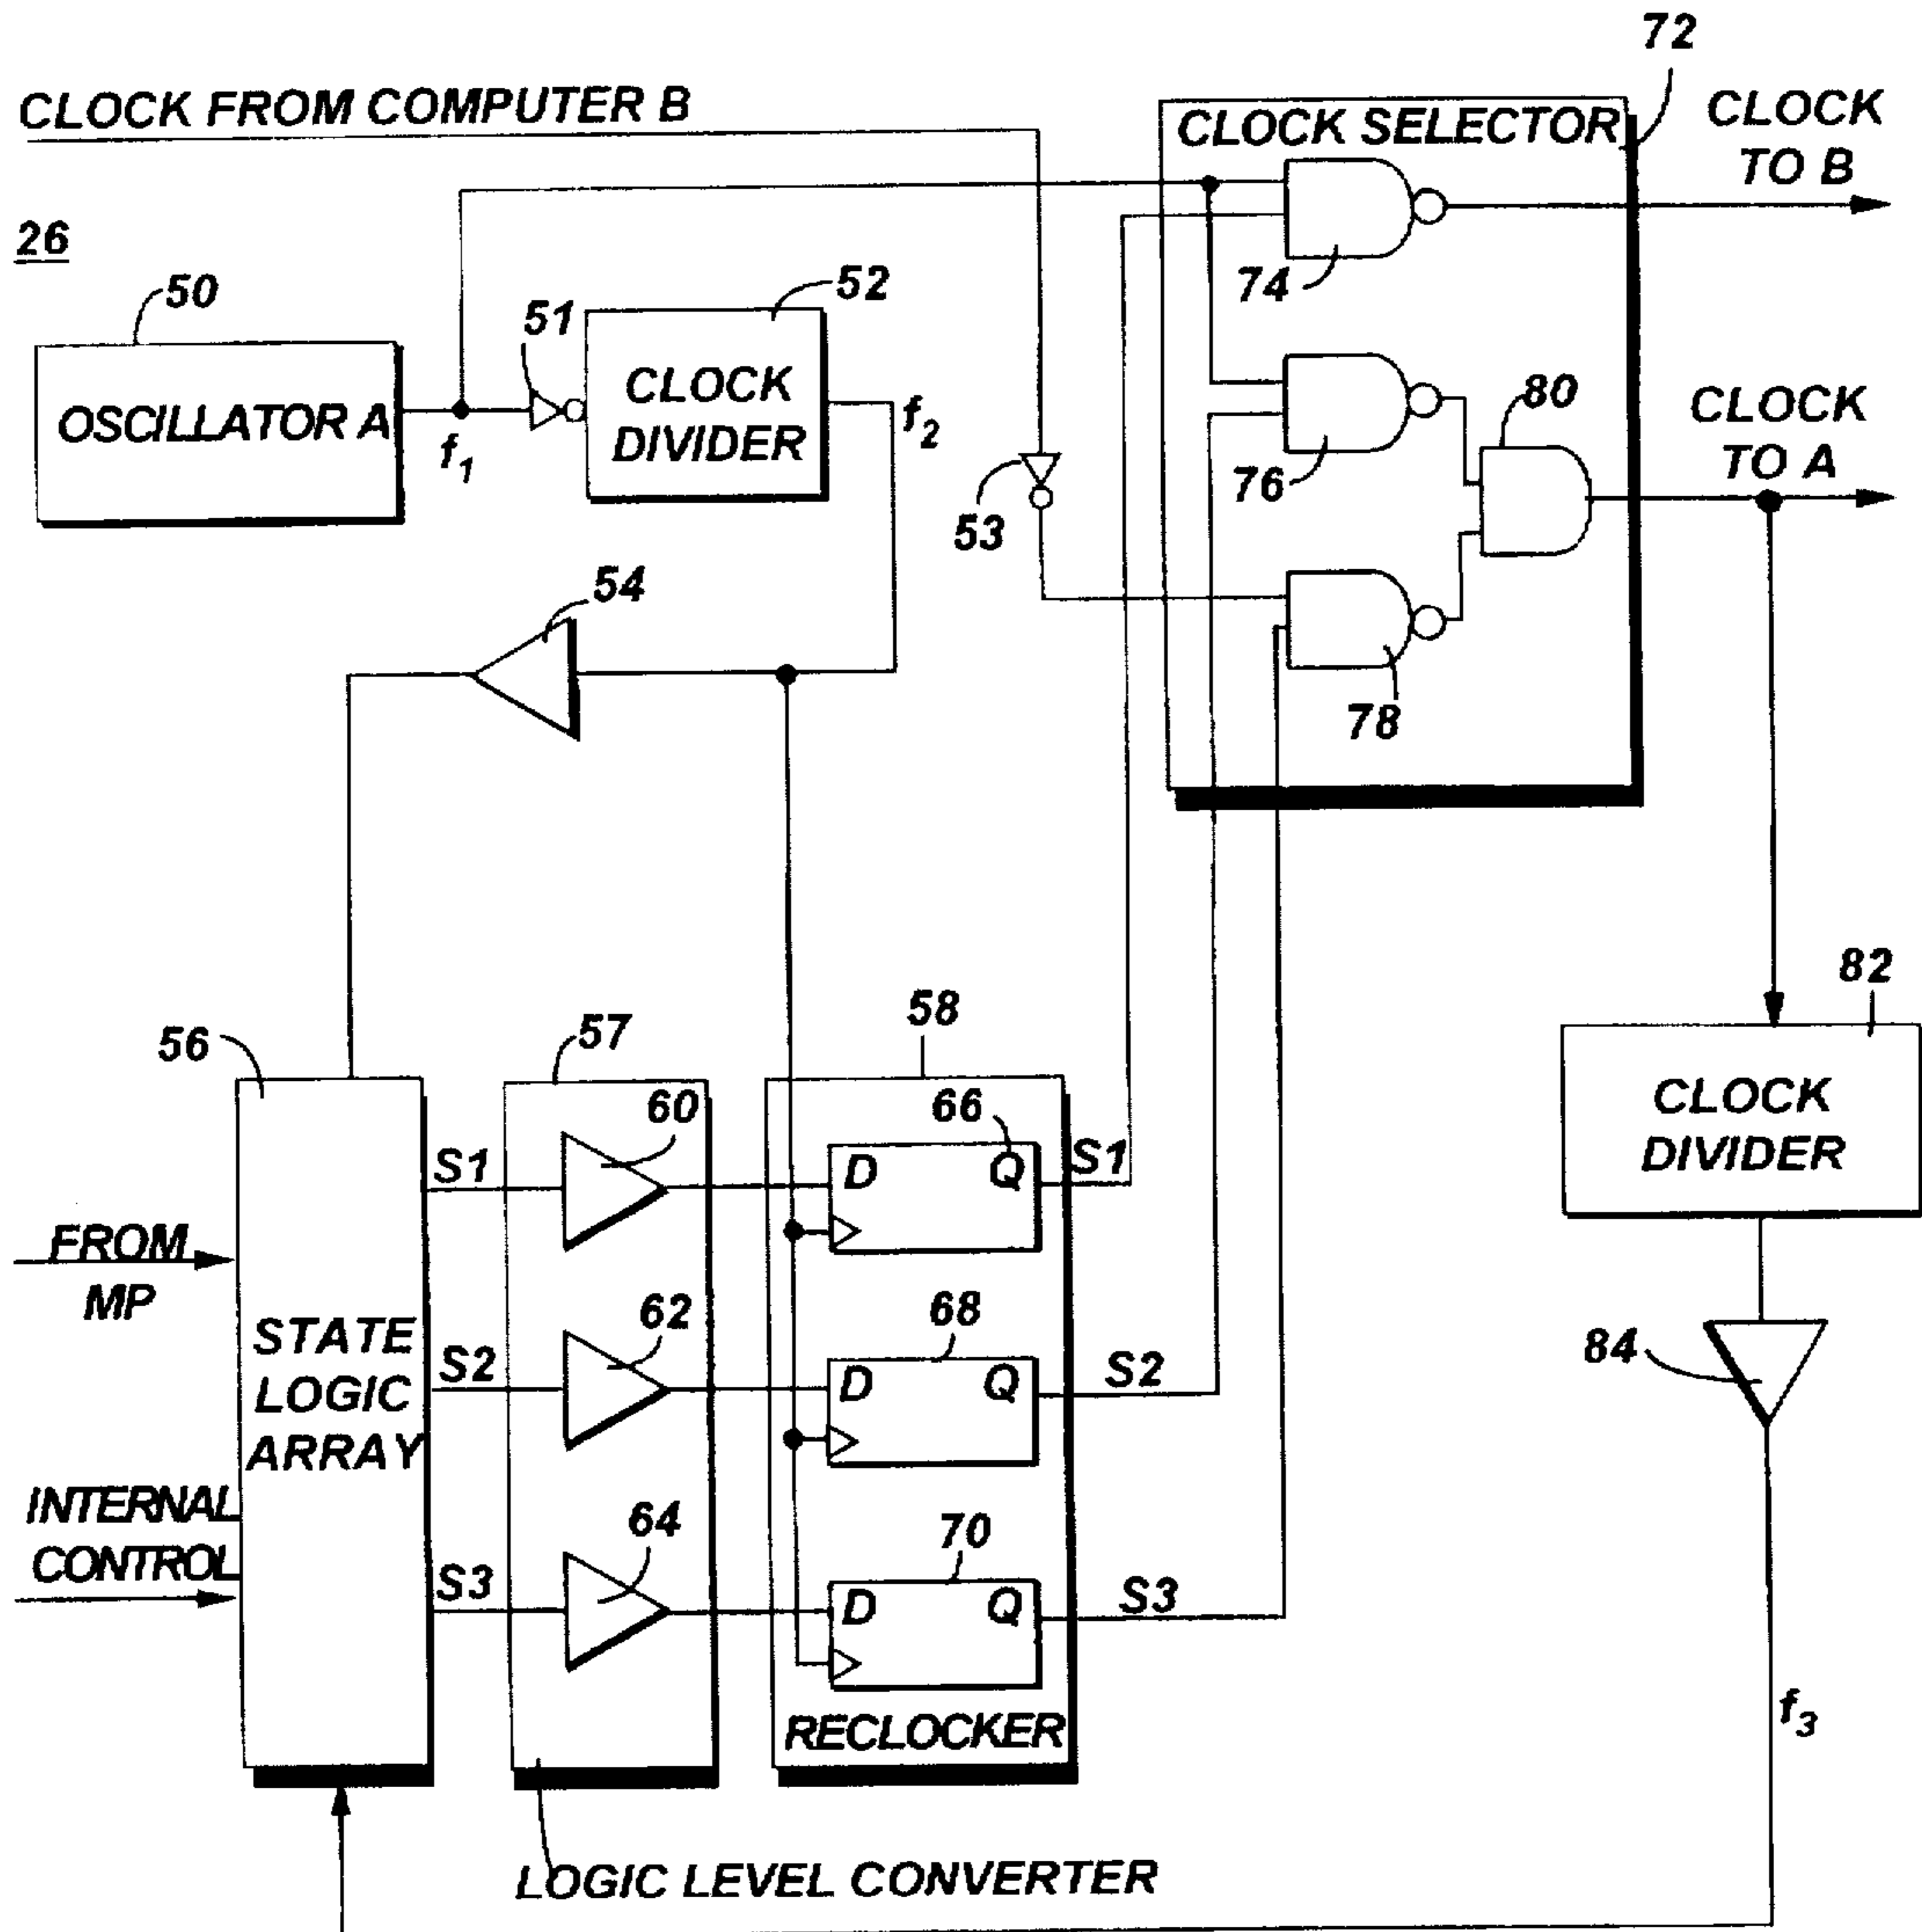 72
CLOCK FROM COMPUTER B
CLOCK SELECTOR
CLOCK
TO B
26
50
51
52
74
OSCILLATOR A
f1
CLOCK
DIVIDER
f2
53
76
80
CLOCK
TO A
54
78
82
CLOCK
DIVIDER
56
57
58
60
66
S1
D
Q
S1
FROM
MP
62
68
84
STATE
LOGIC
ARRAY
S2
D
Q
S2
INTERNAL
CONTROL
64
70
S3
D
Q
S3
RECLOCKER
f3
LOGIC LEVEL CONVERTER